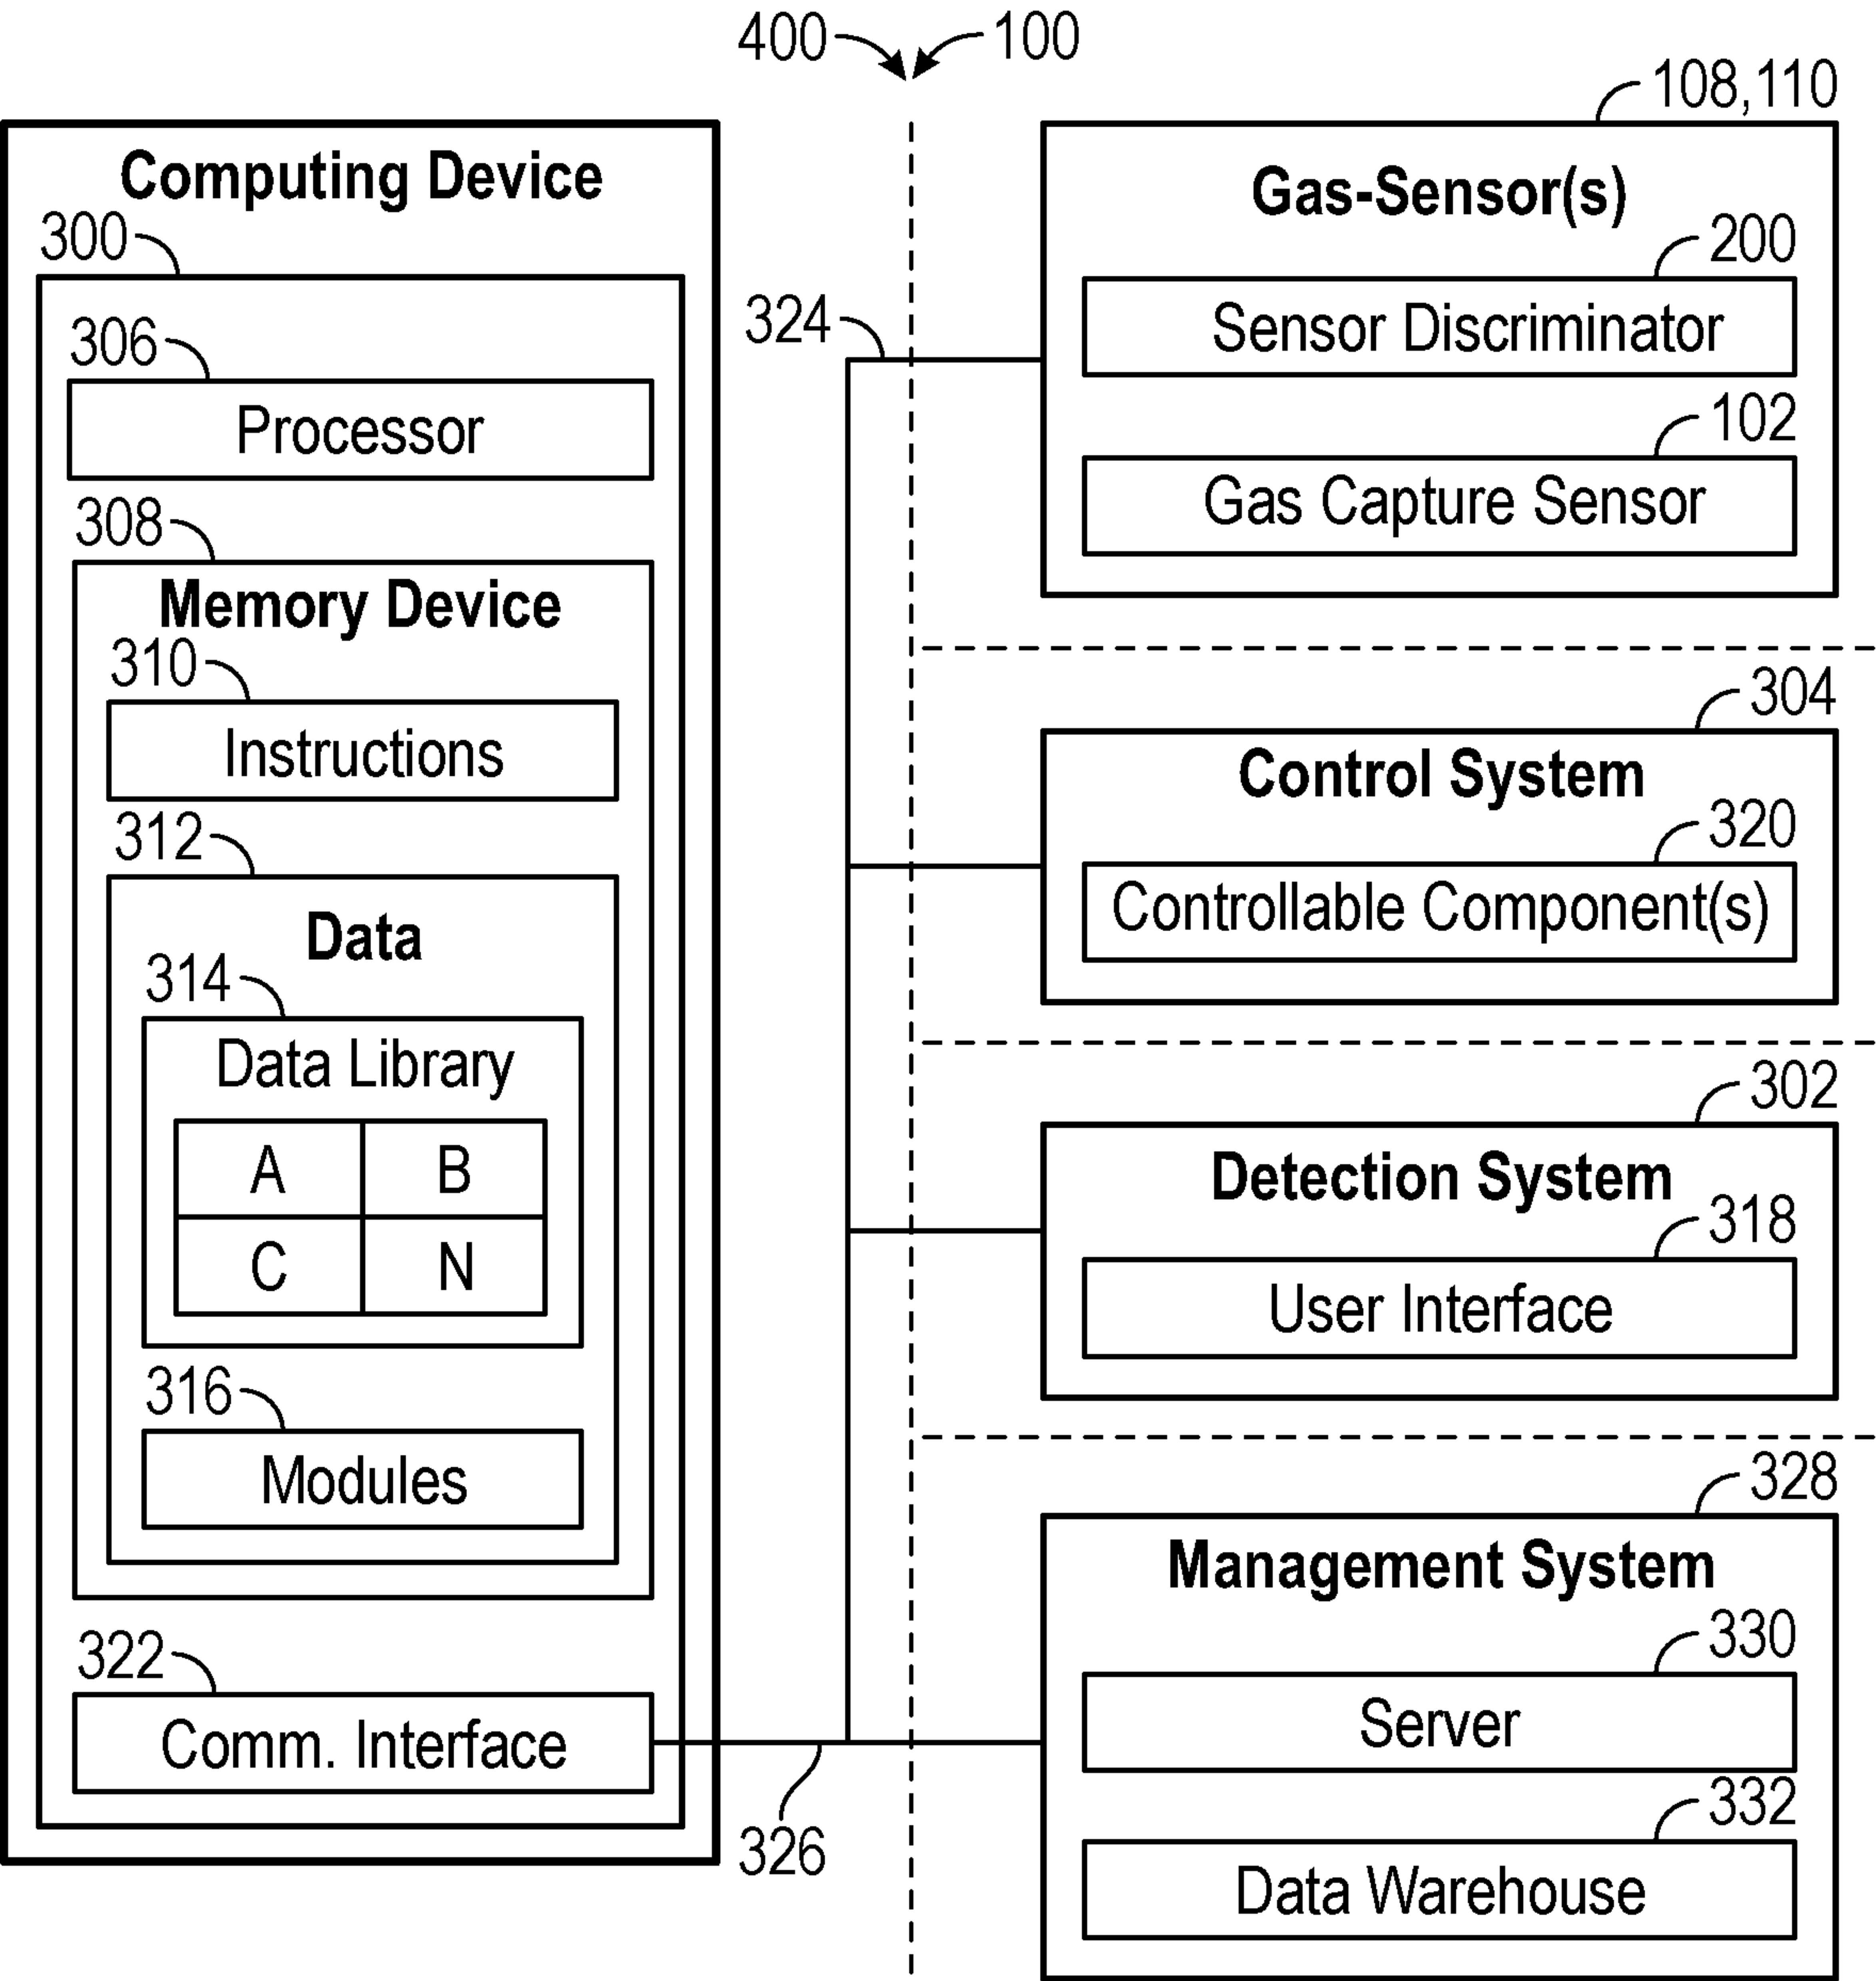 400
100
Computing Device
300
306
Processor
308
Memory Device
310
Instructions
312
Data
314
Data Library
A B
C N
316
Modules
322
Comm. Interface
324
326
108,110
Gas-Sensor(s)
200
Sensor Discriminator
102
Gas Capture Sensor
304
Control System
320
Controllable Component(s)
302
Detection System
318
User Interface
328
Management System
330
Server
332
Data Warehouse